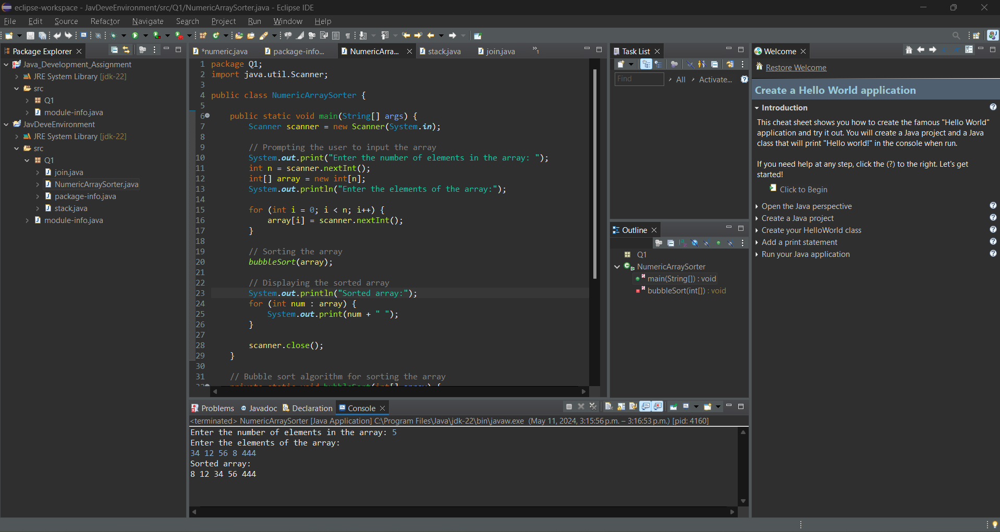 eclipse-workspace - JavDeveEnvironment/src/Q1/NumericArraySorter.java - Eclipse IDE
File Edit Source Refactor Navigate Search Project Run Window Help
Package Explorer
Java_Development_Assignment
JRE System Library [jdk-22]
src
Q1
module-info.java
JavDeveEnvironment
JRE System Library [jdk-22]
src
Q1
join.java
NumericArraySorter.java
package-info.java
stack.java
module-info.java
*numeric.java package-info... NumericArra... stack.java join.java »1
1 package Q1;
2 import java.util.Scanner;
3
4 public class NumericArraySorter {
5
6 public static void main(String[] args) {
7 Scanner scanner = new Scanner(System.in);
8
9 // Prompting the user to input the array
10 System.out.print("Enter the number of elements in the array: ");
11 int n = scanner.nextInt();
12 int[] array = new int[n];
13 System.out.println("Enter the elements of the array:");
14
15 for (int i = 0; i < n; i++) {
16 array[i] = scanner.nextInt();
17 }
18
19 // Sorting the array
20 bubbleSort(array);
21
22 // Displaying the sorted array
23 System.out.println("Sorted array:");
24 for (int num : array) {
25 System.out.print(num + " ");
26 }
27
28 scanner.close();
29 }
30
31 // Bubble sort algorithm for sorting the array
Task List
Find All Activate...
Outline
Q1
NumericArraySorter
main(String[]) : void
bubbleSort(int[]) : void
Welcome
Restore Welcome
Create a Hello World application
Introduction
This cheat sheet shows you how to create the famous "Hello World"
application and try it out. You will create a Java project and a Java
class that will print "Hello world!" in the console when run.
If you need help at any step, click the (?) to the right. Let's get
started!
Click to Begin
Open the Java perspective
Create a Java project
Create your HelloWorld class
Add a print statement
Run your Java application
Problems Javadoc Declaration Console
<terminated> NumericArraySorter [Java Application] C:\Program Files\Java\jdk-22\bin\javaw.exe (May 11, 2024, 3:15:56 p.m. – 3:16:53 p.m.) [pid: 4160]
Enter the number of elements in the array: 5
Enter the elements of the array:
34 12 56 8 444
Sorted array:
8 12 34 56 444